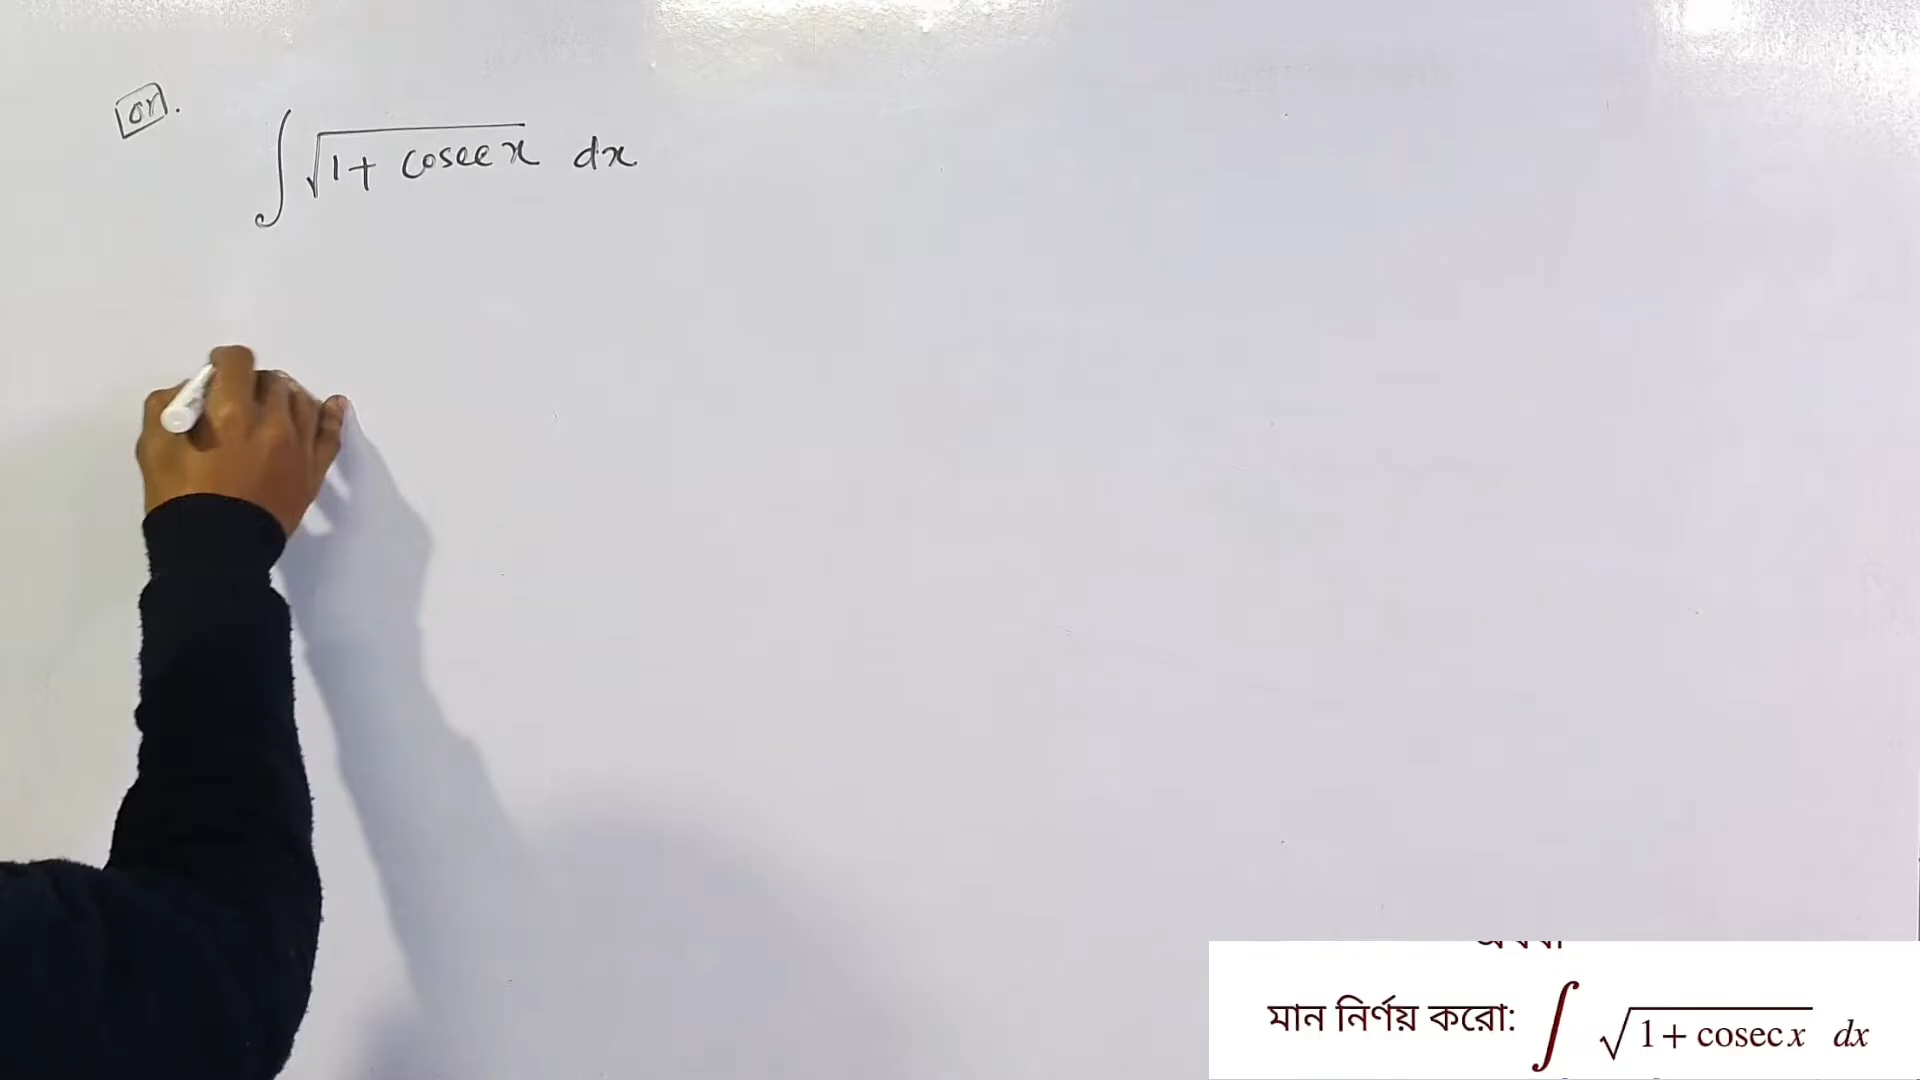 or.
∫ √1 + cosec x dx
মান নির্ণয় করো: ∫ √1 + cosec x dx